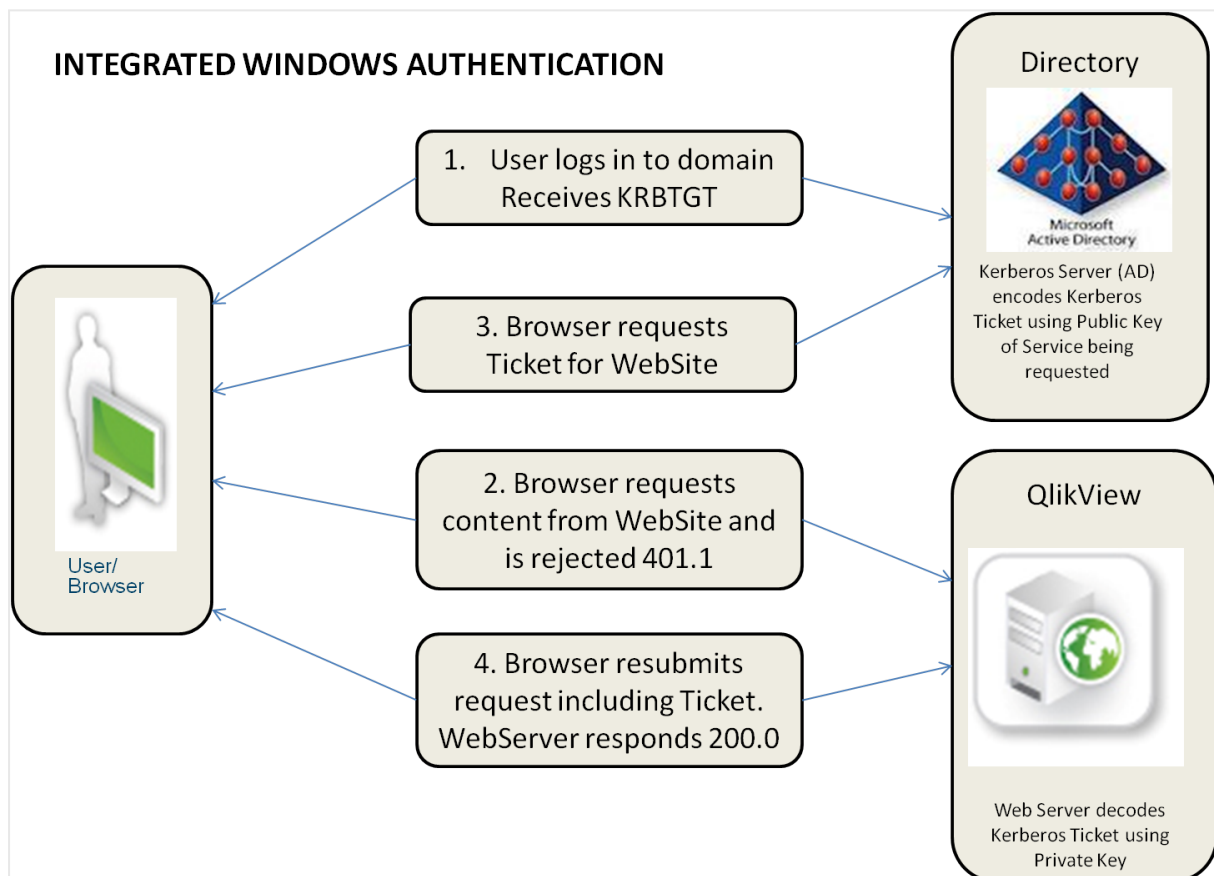 INTEGRATED WINDOWS AUTHENTICATION
1. User logs in to domain
Receives KRBTGT
3. Browser requests
Ticket for WebSite
2. Browser requests
content from WebSite and
is rejected 401.1
4. Browser resubmits
request including Ticket.
WebServer responds 200.0
User/
Browser
Directory
Microsoft
Active Directory
Kerberos Server (AD)
encodes Kerberos
Ticket using Public Key
of Service being
requested
QlikView
Web Server decodes
Kerberos Ticket using
Private Key